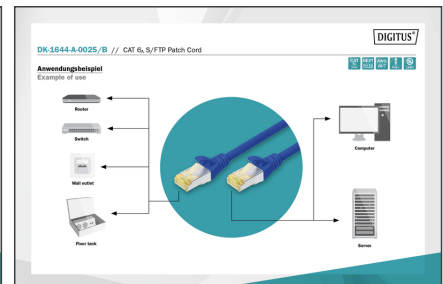 DIGITUS®
DK-1644-A-0025/B // CAT 6A S/FTP Patch Cord
Anwendungsbeispiel
Example of use
Router
Switch
Wall outlet
Floor tank
Computer
Server